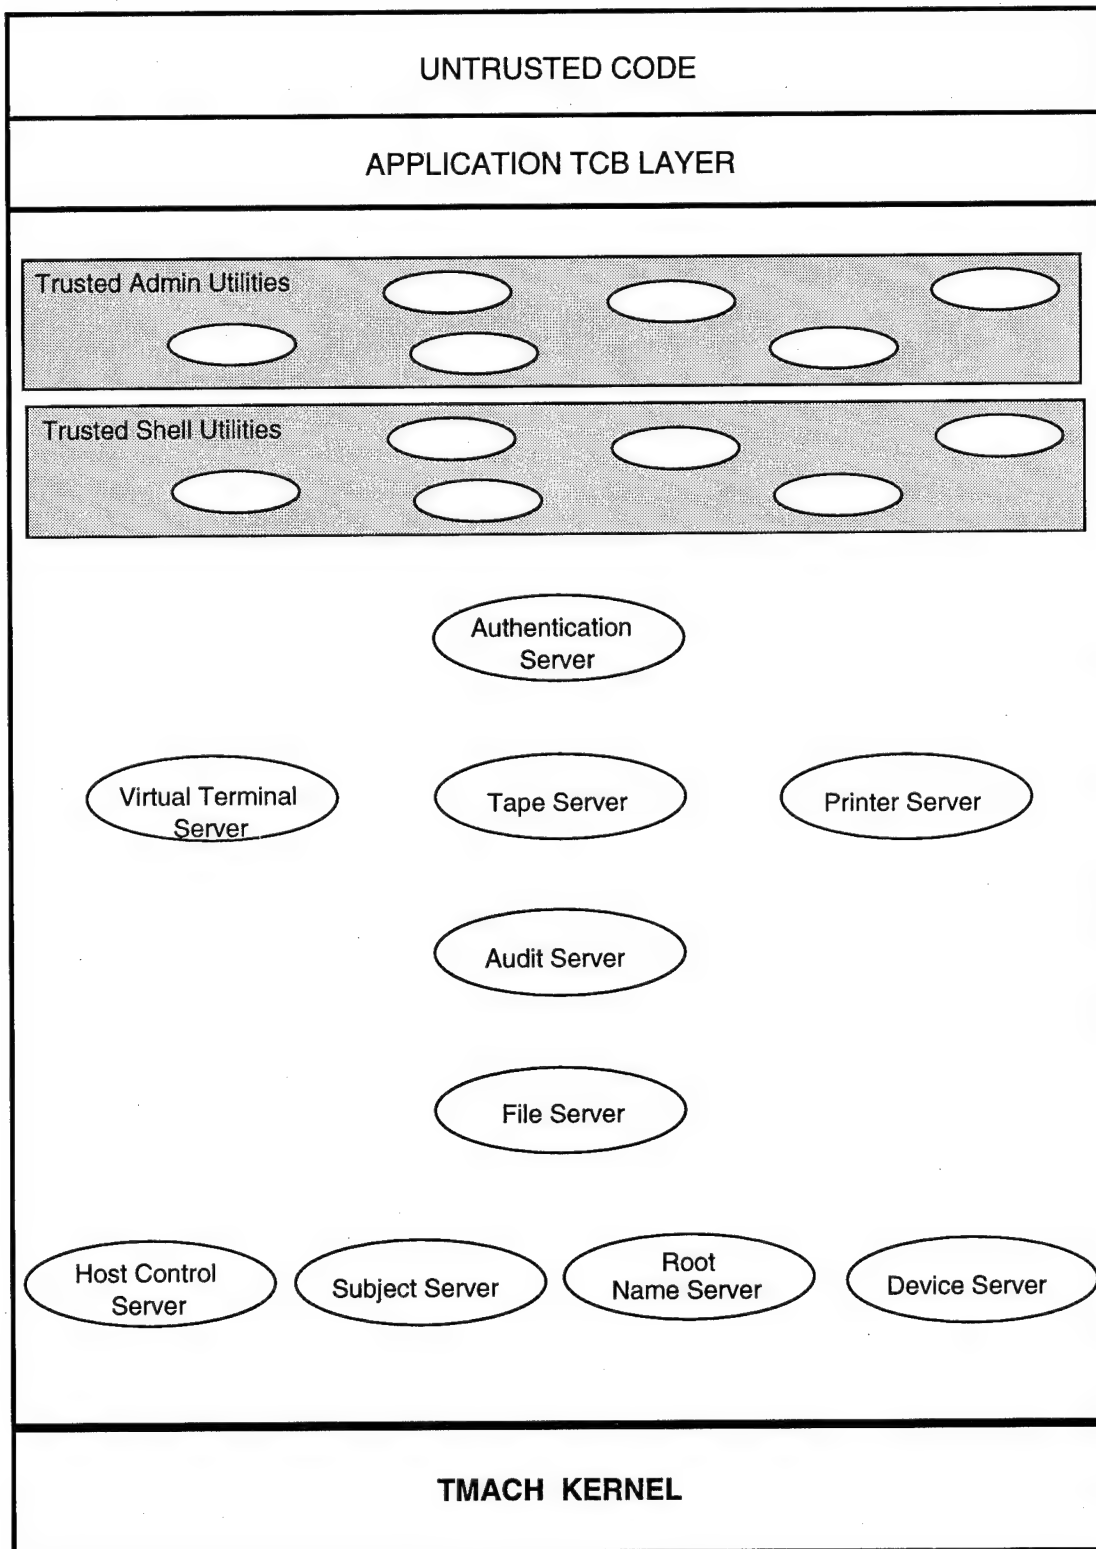 UNTRUSTED CODE
APPLICATION TCB LAYER
Trusted Admin Utilities
Trusted Shell Utilities
Authentication
Server
Virtual Terminal
Server
Tape Server
Printer Server
Audit Server
File Server
Host Control
Server
Subject Server
Root
Name Server
Device Server
TMACH KERNEL